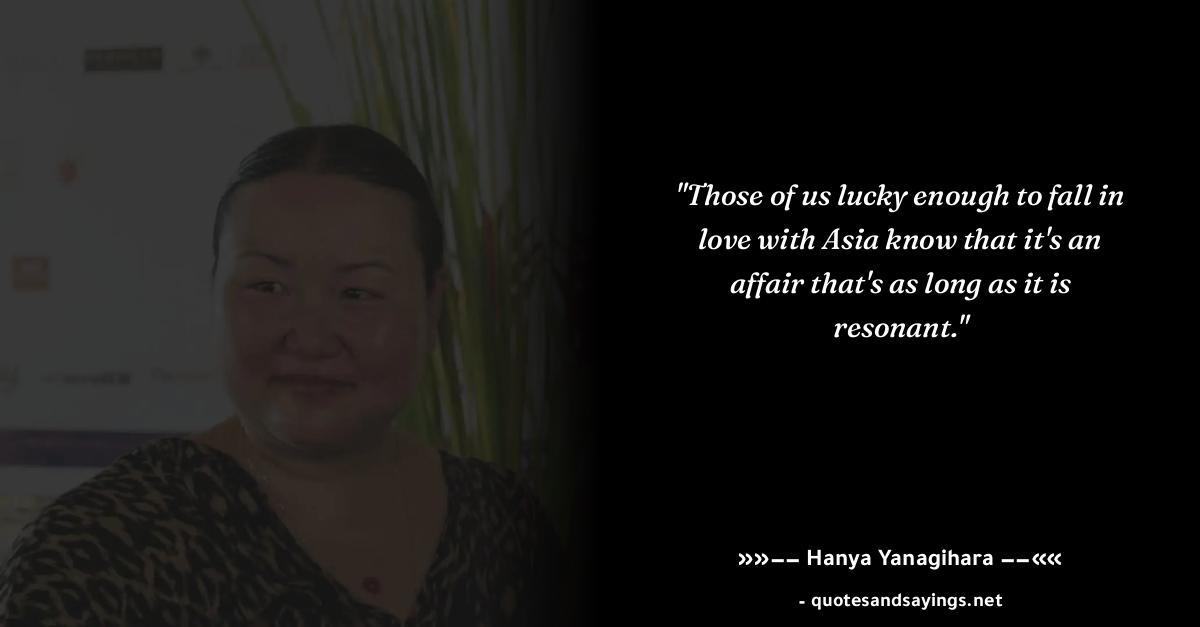 "Those of us lucky enough to fall in
love with Asia know that it's an
affair that's as long as it is
resonant."
»»−− Hanya Yanagihara −−««
- quotesandsayings.net